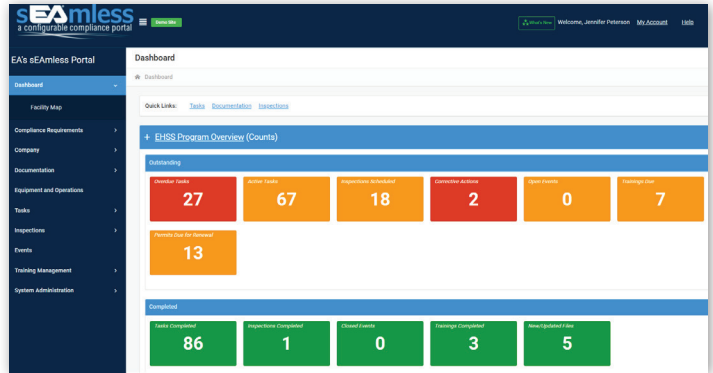 sEAmless
a configurable compliance portal
Demo Site
What's New
Welcome, Jennifer Peterson
My Account
Help
EA's sEAmless Portal
Dashboard
Facility Map
Compliance Requirements
Company
Documentation
Equipment and Operations
Tasks
Inspections
Events
Training Management
System Administration
Dashboard
Dashboard
Quick Links: Tasks Documentation Inspections
+ EHSS Program Overview (Counts)
Outstanding
Overdue Tasks
27
Active Tasks
67
Inspections Scheduled
18
Corrective Actions
2
Open Events
0
Trainings Due
7
Permits Due for Renewal
13
Completed
Tasks Completed
86
Inspections Completed
1
Closed Events
0
Trainings Completed
3
New/Updated Files
5